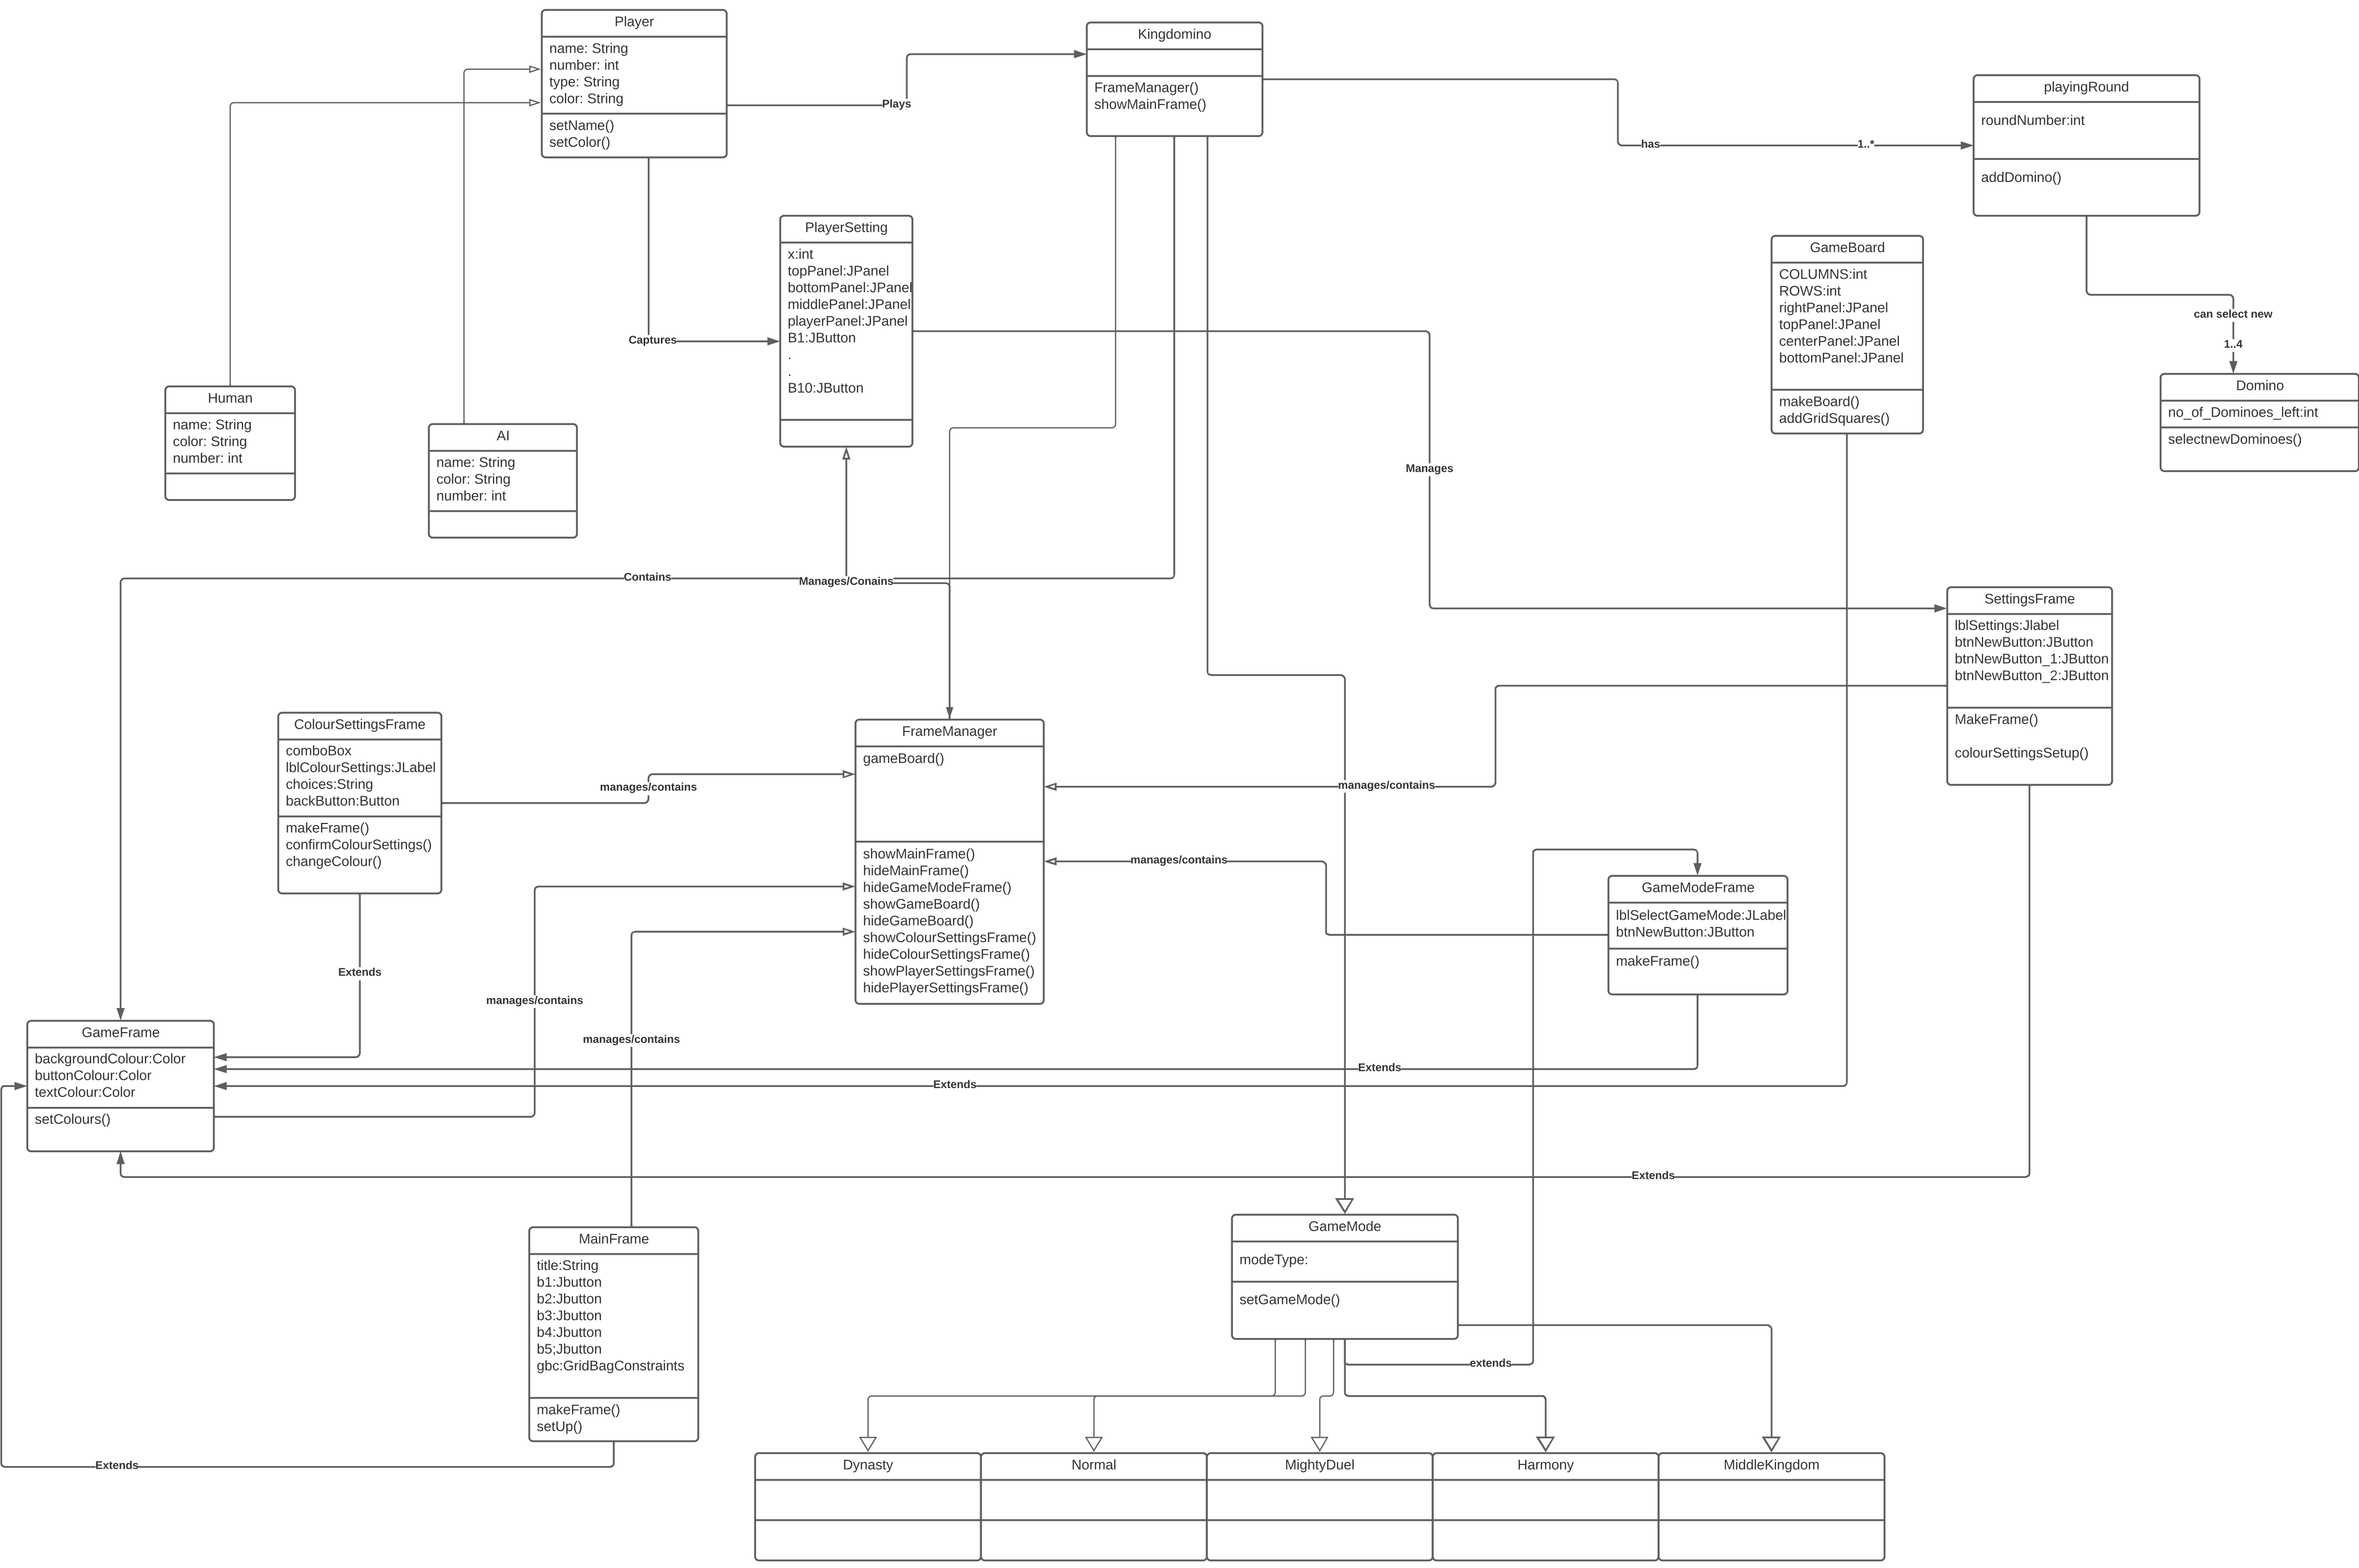 Player
name: String
number: int
type: String
color: String
setName()
setColor()
Kingdomino
FrameManager()
showMainFrame()
Plays
playingRound
roundNumber:int
addDomino()
has
1..*
PlayerSetting
x:int
topPanel:JPanel
bottomPanel:JPanel
middlePanel:JPanel
playerPanel:JPanel
B1:JButton
.
.
B10:JButton
Captures
GameBoard
COLUMNS:int
ROWS:int
rightPanel:JPanel
topPanel:JPanel
centerPanel:JPanel
bottomPanel:JPanel
makeBoard()
addGridSquares()
can select new
1..4
Domino
no_of_Dominoes_left:int
selectnewDominoes()
Human
name: String
color: String
number: int
AI
name: String
color: String
number: int
Manages
Contains
Manages/Conains
SettingsFrame
lblSettings:Jlabel
btnNewButton:JButton
btnNewButton_1:JButton
btnNewButton_2:JButton
MakeFrame()
colourSettingsSetup()
ColourSettingsFrame
comboBox
lblColourSettings:JLabel
choices:String
backButton:Button
makeFrame()
confirmColourSettings()
changeColour()
manages/contains
FrameManager
gameBoard()
showMainFrame()
hideMainFrame()
hideGameModeFrame()
showGameBoard()
hideGameBoard()
showColourSettingsFrame()
hideColourSettingsFrame()
showPlayerSettingsFrame()
hidePlayerSettingsFrame()
manages/contains
manages/contains
GameModeFrame
lblSelectGameMode:JLabel
btnNewButton:JButton
makeFrame()
Extends
manages/contains
manages/contains
GameFrame
backgroundColour:Color
buttonColour:Color
textColour:Color
setColours()
Extends
Extends
Extends
MainFrame
title:String
b1:Jbutton
b2:Jbutton
b3:Jbutton
b4:Jbutton
b5;Jbutton
gbc:GridBagConstraints
makeFrame()
setUp()
GameMode
modeType:
setGameMode()
extends
Extends
Dynasty
Normal
MightyDuel
Harmony
MiddleKingdom